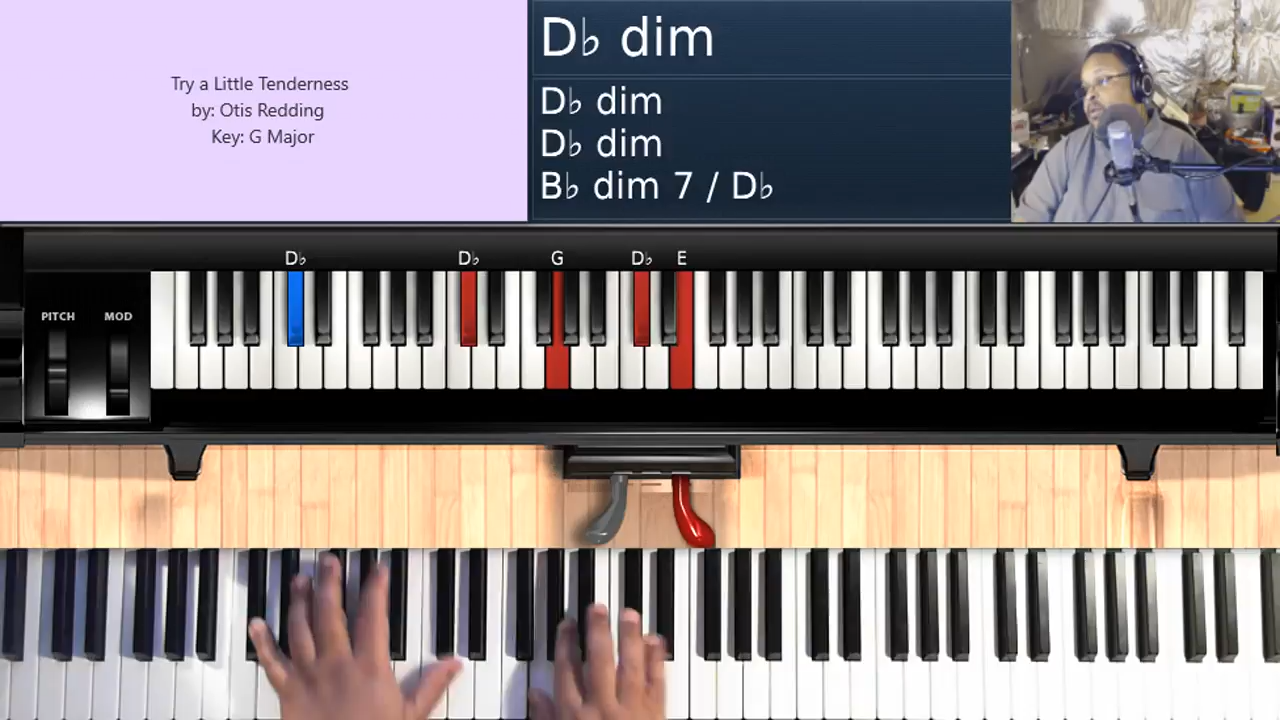 Try a Little Tenderness
by: Otis Redding
Key: G Major
D♭ dim
D♭ dim
D♭ dim
B♭ dim 7 / D♭
D♭ D♭ G D♭ E
PITCH MOD